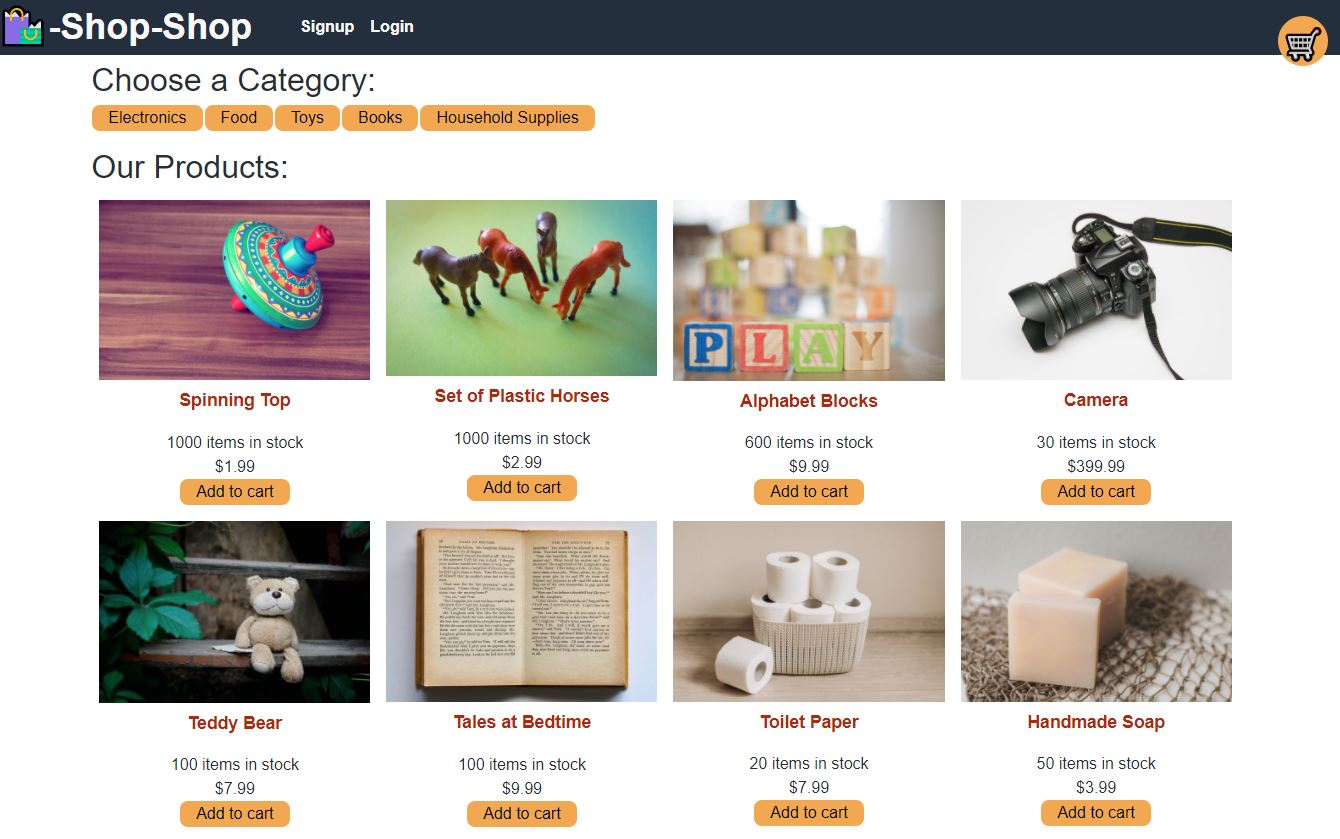 -Shop-Shop
Signup Login
Choose a Category:
Electronics Food Toys Books Household Supplies
Our Products:
PLAY
Spinning Top
1000 items in stock
$1.99
Add to cart
Set of Plastic Horses
1000 items in stock
$2.99
Add to cart
Alphabet Blocks
600 items in stock
$9.99
Add to cart
Camera
30 items in stock
$399.99
Add to cart
Teddy Bear
100 items in stock
$7.99
Add to cart
Tales at Bedtime
100 items in stock
$9.99
Add to cart
Toilet Paper
20 items in stock
$7.99
Add to cart
Handmade Soap
50 items in stock
$3.99
Add to cart